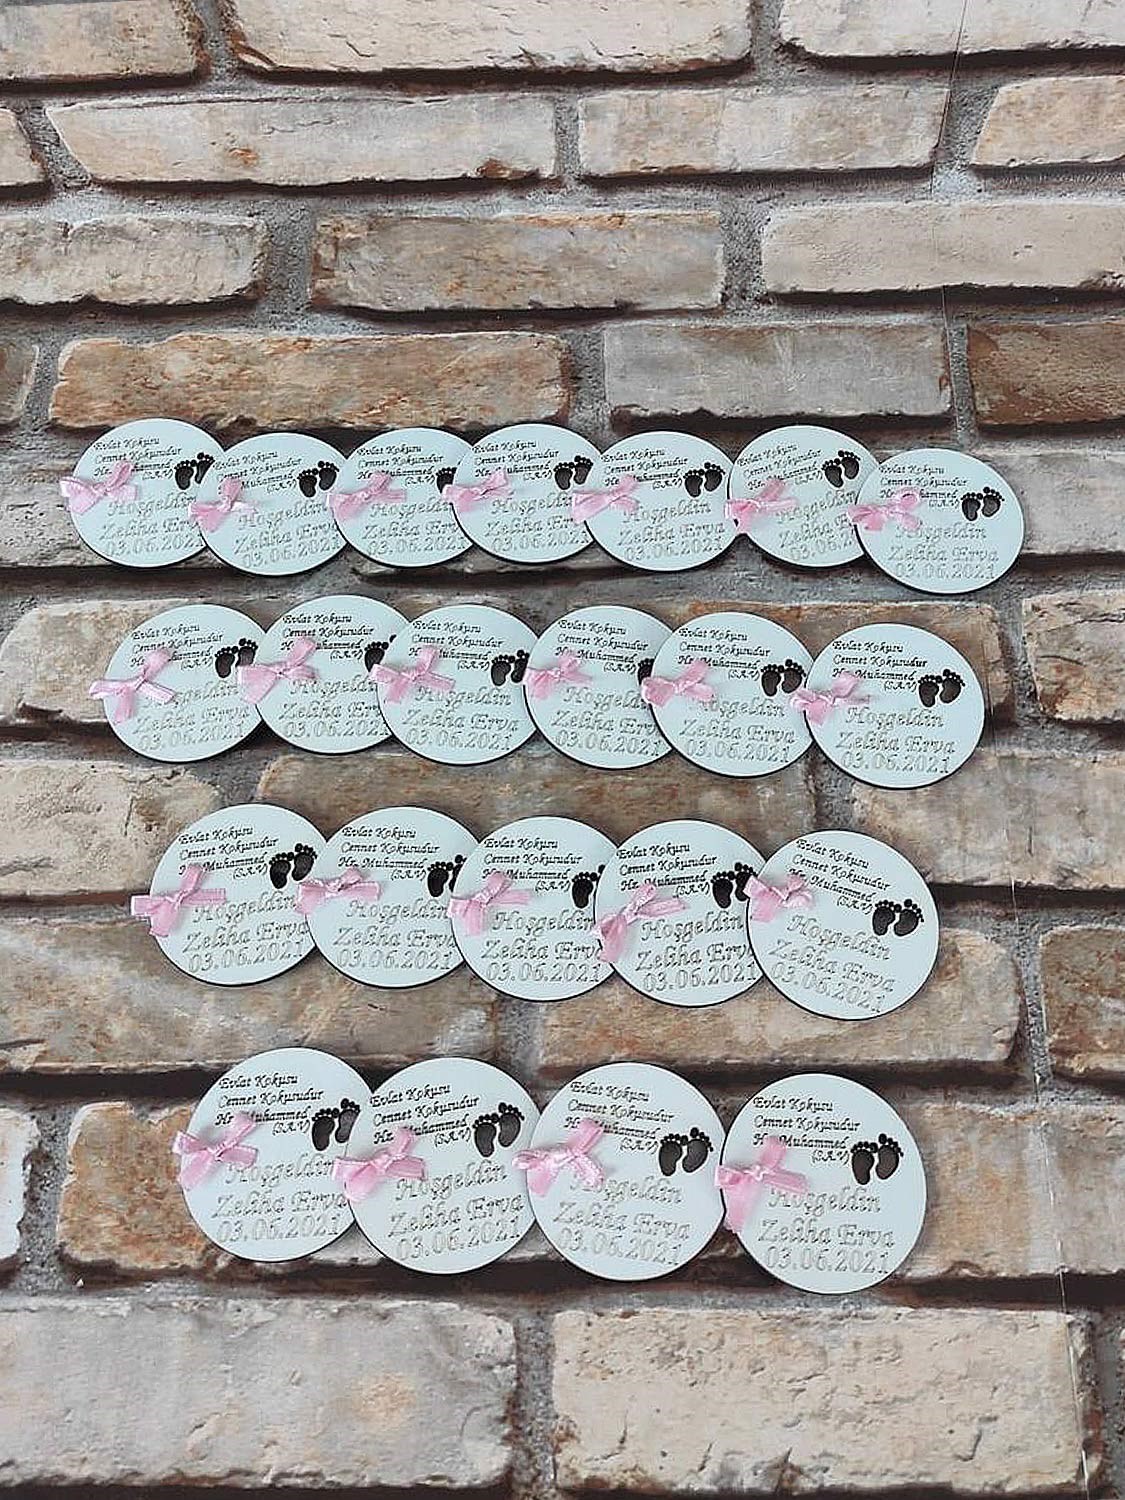 Evlat Kokusu
Cennet Kokusudur
Hz. Muhammed
(S.A.V)
Hoşgeldin
Zeliha Erva
03.06.2021